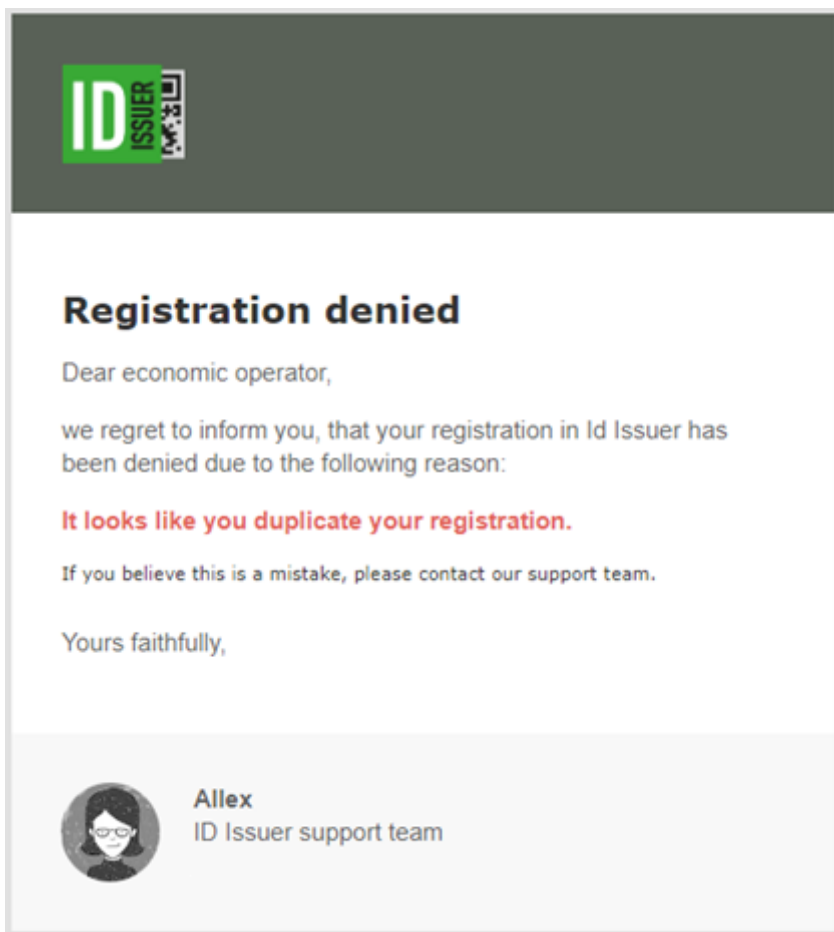 ID ISSUER
Registration denied
Dear economic operator,
we regret to inform you, that your registration in Id Issuer has
been denied due to the following reason:
It looks like you duplicate your registration.
If you believe this is a mistake, please contact our support team.
Yours faithfully,
Allex
ID Issuer support team